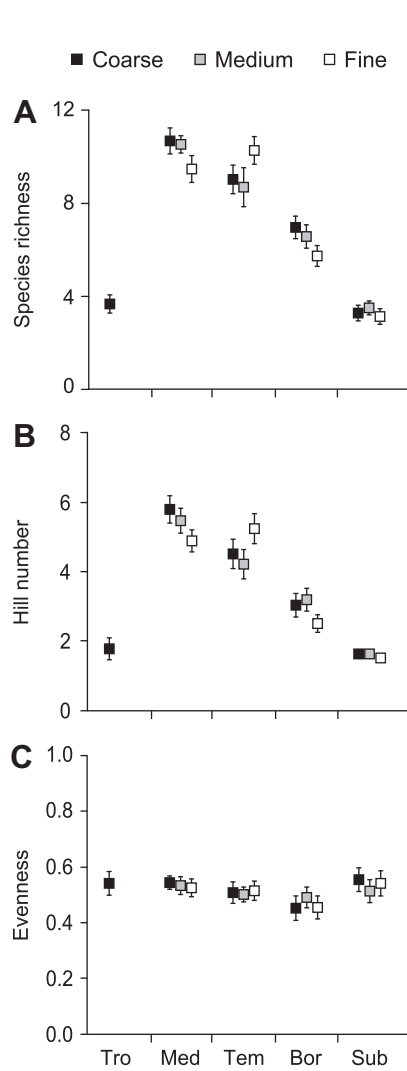 Coarse Medium Fine
A
12
8
4
0
Species richness
B
8
6
4
2
0
Hill number
C
1.0
0.8
0.6
0.4
0.2
0.0
Evenness
Tro Med Tem Bor Sub